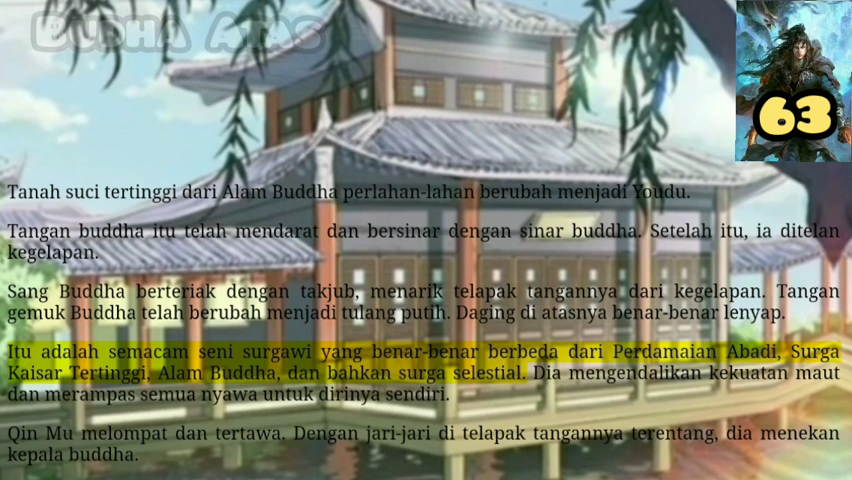 BUDHA ATAS
63
Tanah suci tertinggi dari Alam Buddha perlahan-lahan berubah menjadi Youdu.
Tangan buddha itu telah mendarat dan bersinar dengan sinar buddha. Setelah itu, ia ditelan
kegelapan.
Sang Buddha berteriak dengan takjub, menarik telapak tangannya dari kegelapan. Tangan
gemuk Buddha telah berubah menjadi tulang putih. Daging di atasnya benar-benar lenyap.
Itu adalah semacam seni surgawi yang benar-benar berbeda dari Perdamaian Abadi, Surga
Kaisar Tertinggi, Alam Buddha, dan bahkan surga selestial. Dia mengendalikan kekuatan maut
dan merampas semua nyawa untuk dirinya sendiri.
Qin Mu melompat dan tertawa. Dengan jari-jari di telapak tangannya terentang, dia menekan
kepala buddha.